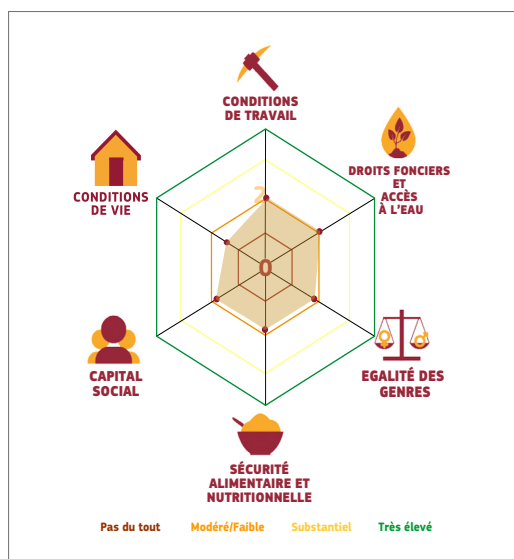 CONDITIONS
DE TRAVAIL
DROITS FONCIERS
ET
ACCÈS
À L'EAU
CONDITIONS
DE VIE
2
0
CAPITAL
SOCIAL
EGALITÉ DES
GENRES
SÉCURITÉ
ALIMENTAIRE ET
NUTRITIONNELLE
Pas du tout Modéré/Faible Substantiel Très élevé